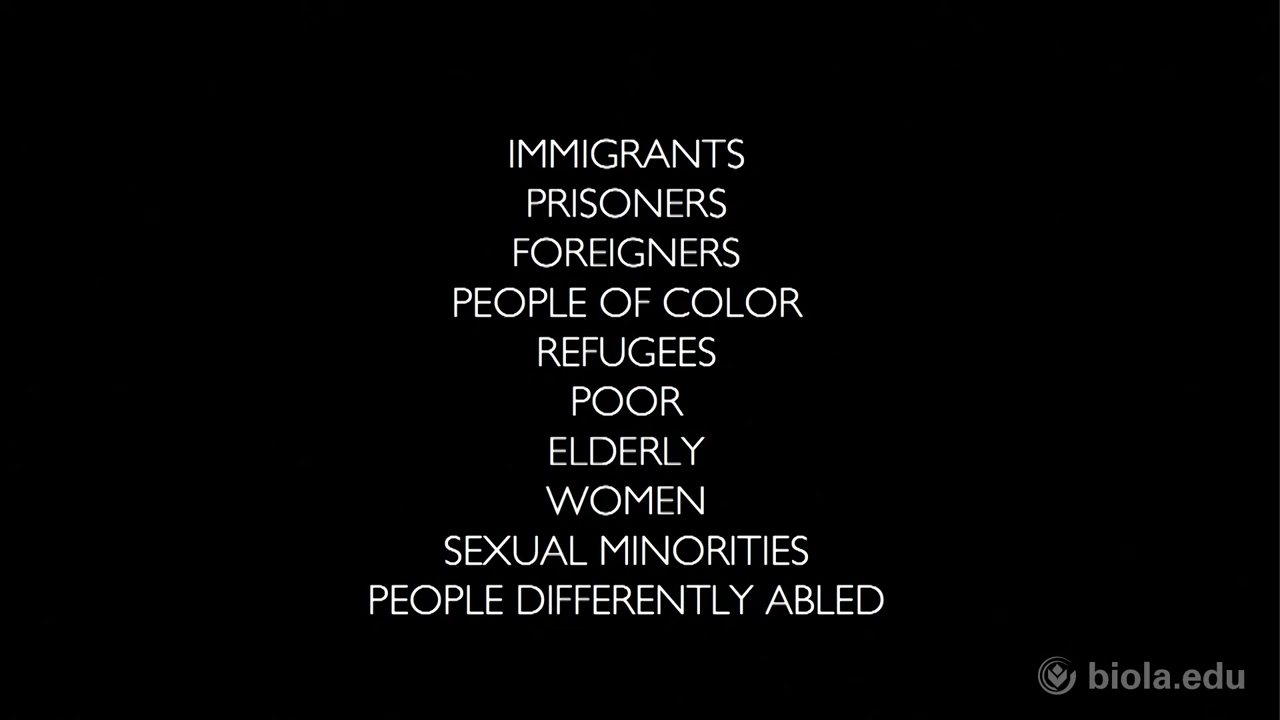 IMMIGRANTS
PRISONERS
FOREIGNERS
PEOPLE OF COLOR
REFUGEES
POOR
ELDERLY
WOMEN
SEXUAL MINORITIES
PEOPLE DIFFERENTLY ABLED
biola.edu